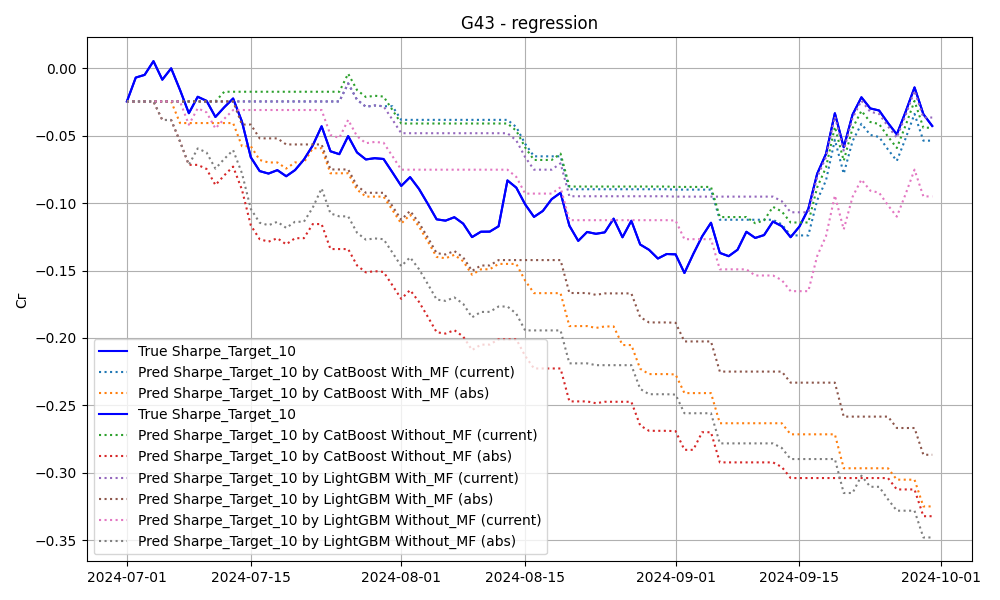 G43 - regression
Cr
0.00
−0.05
−0.10
−0.15
−0.20
−0.25
−0.30
−0.35
True Sharpe_Target_10
Pred Sharpe_Target_10 by CatBoost With_MF (current)
Pred Sharpe_Target_10 by CatBoost With_MF (abs)
True Sharpe_Target_10
Pred Sharpe_Target_10 by CatBoost Without_MF (current)
Pred Sharpe_Target_10 by CatBoost Without_MF (abs)
Pred Sharpe_Target_10 by LightGBM With_MF (current)
Pred Sharpe_Target_10 by LightGBM With_MF (abs)
Pred Sharpe_Target_10 by LightGBM Without_MF (current)
Pred Sharpe_Target_10 by LightGBM Without_MF (abs)
2024-07-01 2024-07-15 2024-08-01 2024-08-15 2024-09-01 2024-09-15 2024-10-01